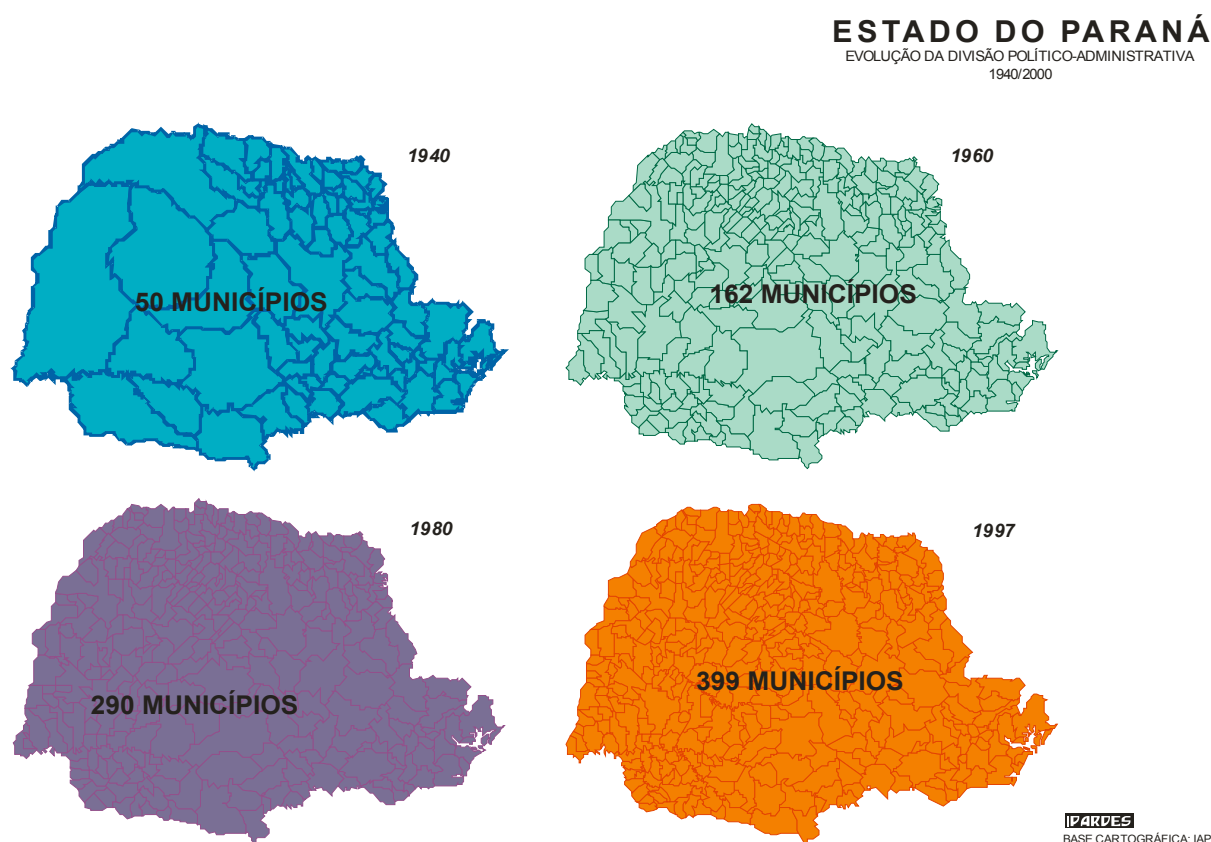 ESTADO DO PARANÁ
EVOLUÇÃO DA DIVISÃO POLÍTICO-ADMINISTRATIVA
1940/2000
1940
50 MUNICÍPIOS
1960
162 MUNICÍPIOS
1980
290 MUNICÍPIOS
1997
399 MUNICÍPIOS
IPARDES
BASE CARTOGRÁFICA: IAP